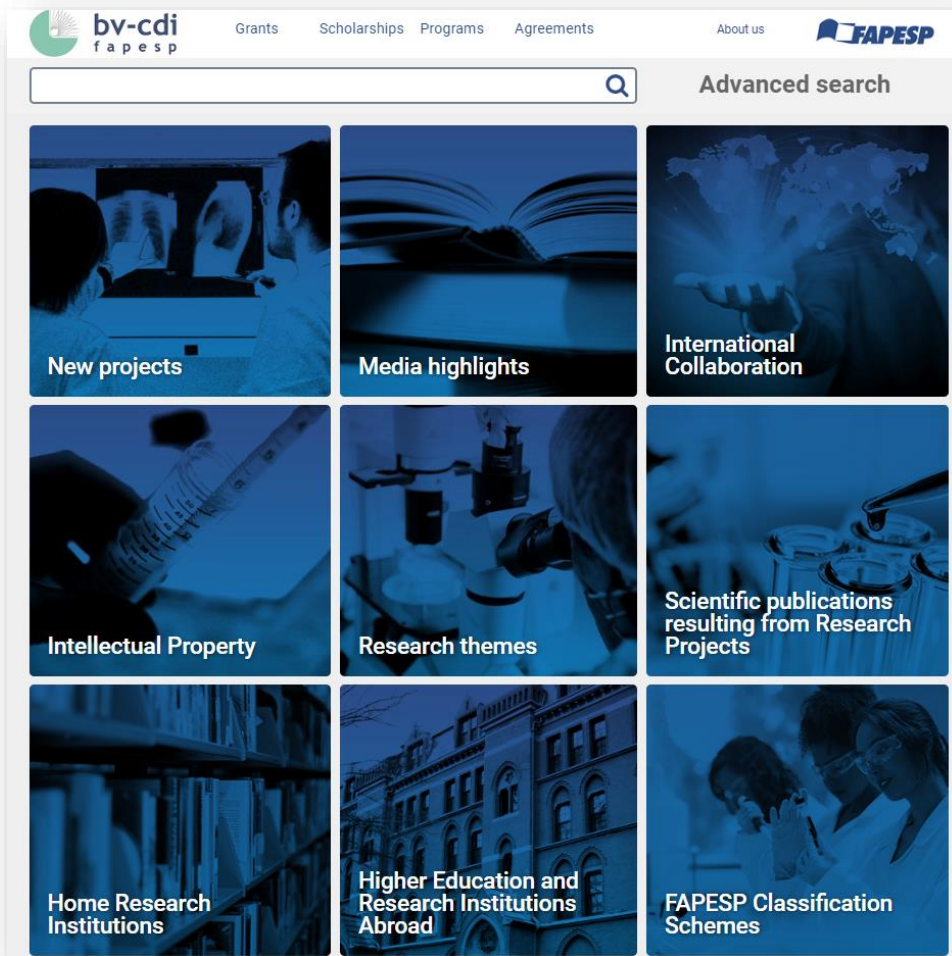 bv-cdi
fapesp
Grants
Scholarships
Programs
Agreements
About us
FAPESP
Advanced search
New projects
Media highlights
International
Collaboration
Intellectual Property
Research themes
Scientific publications
resulting from Research
Projects
Home Research
Institutions
Higher Education and
Research Institutions
Abroad
FAPESP Classification
Schemes